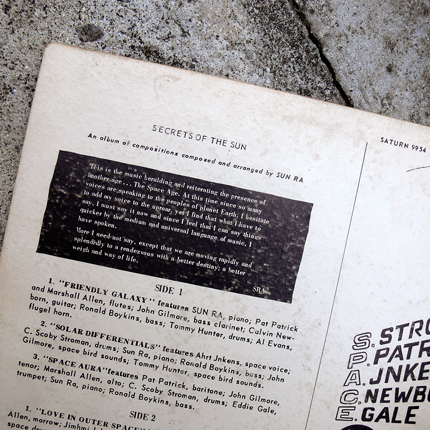 SECRETS OF THE SUN
An album of compositions composed and arranged by SUN RA
SATURN 9954
This is the music heralding and reiterating the presence of
another age . . . The Space Age. At this time since so many
voices are speaking to the peoples of planet Earth, I hesitate
to add my voice to the uproar, yet I find that what I have to
say, I must say it now and since I feel that I can say things
quicker by the medium and universal language of music, I
have spoken.
More I need not say, except that we are moving rapidly and
splendidly to a rendezvous with a better destiny; a better
weigh and way of life.
SIDE 1
1. "FRIENDLY GALAXY" features SUN RA, piano; Pat Patrick
and Marshall Allen, flutes; John Gilmore, bass clarinet; Calvin New-
born, guitar; Ronald Boykins, bass; Tommy Hunter, drums; Al Evans,
flugel horn.
2. "SOLAR DIFFERENTIALS" features Ahrt Jnkens, space voice;
C. Scoby Stroman, drums; Sun Ra, piano; Ronald Boykins, bass; John
Gilmore, space bird sounds; Tommy Hunter, space bird sounds.
3. "SPACE AURA" features Pat Patrick, baritone; John Gilmore,
tenor; Marshall Allen, alto; C. Scoby Stroman, drums; Eddie Gale,
trumpet; Sun Ra, piano; Ronald Boykins, bass.
SIDE 2
1. "LOVE IN OUTER SPACE"
Allen, morrow;
S. STRO
P. PATR
A. JNKE
C. NEWBO
E. GALE